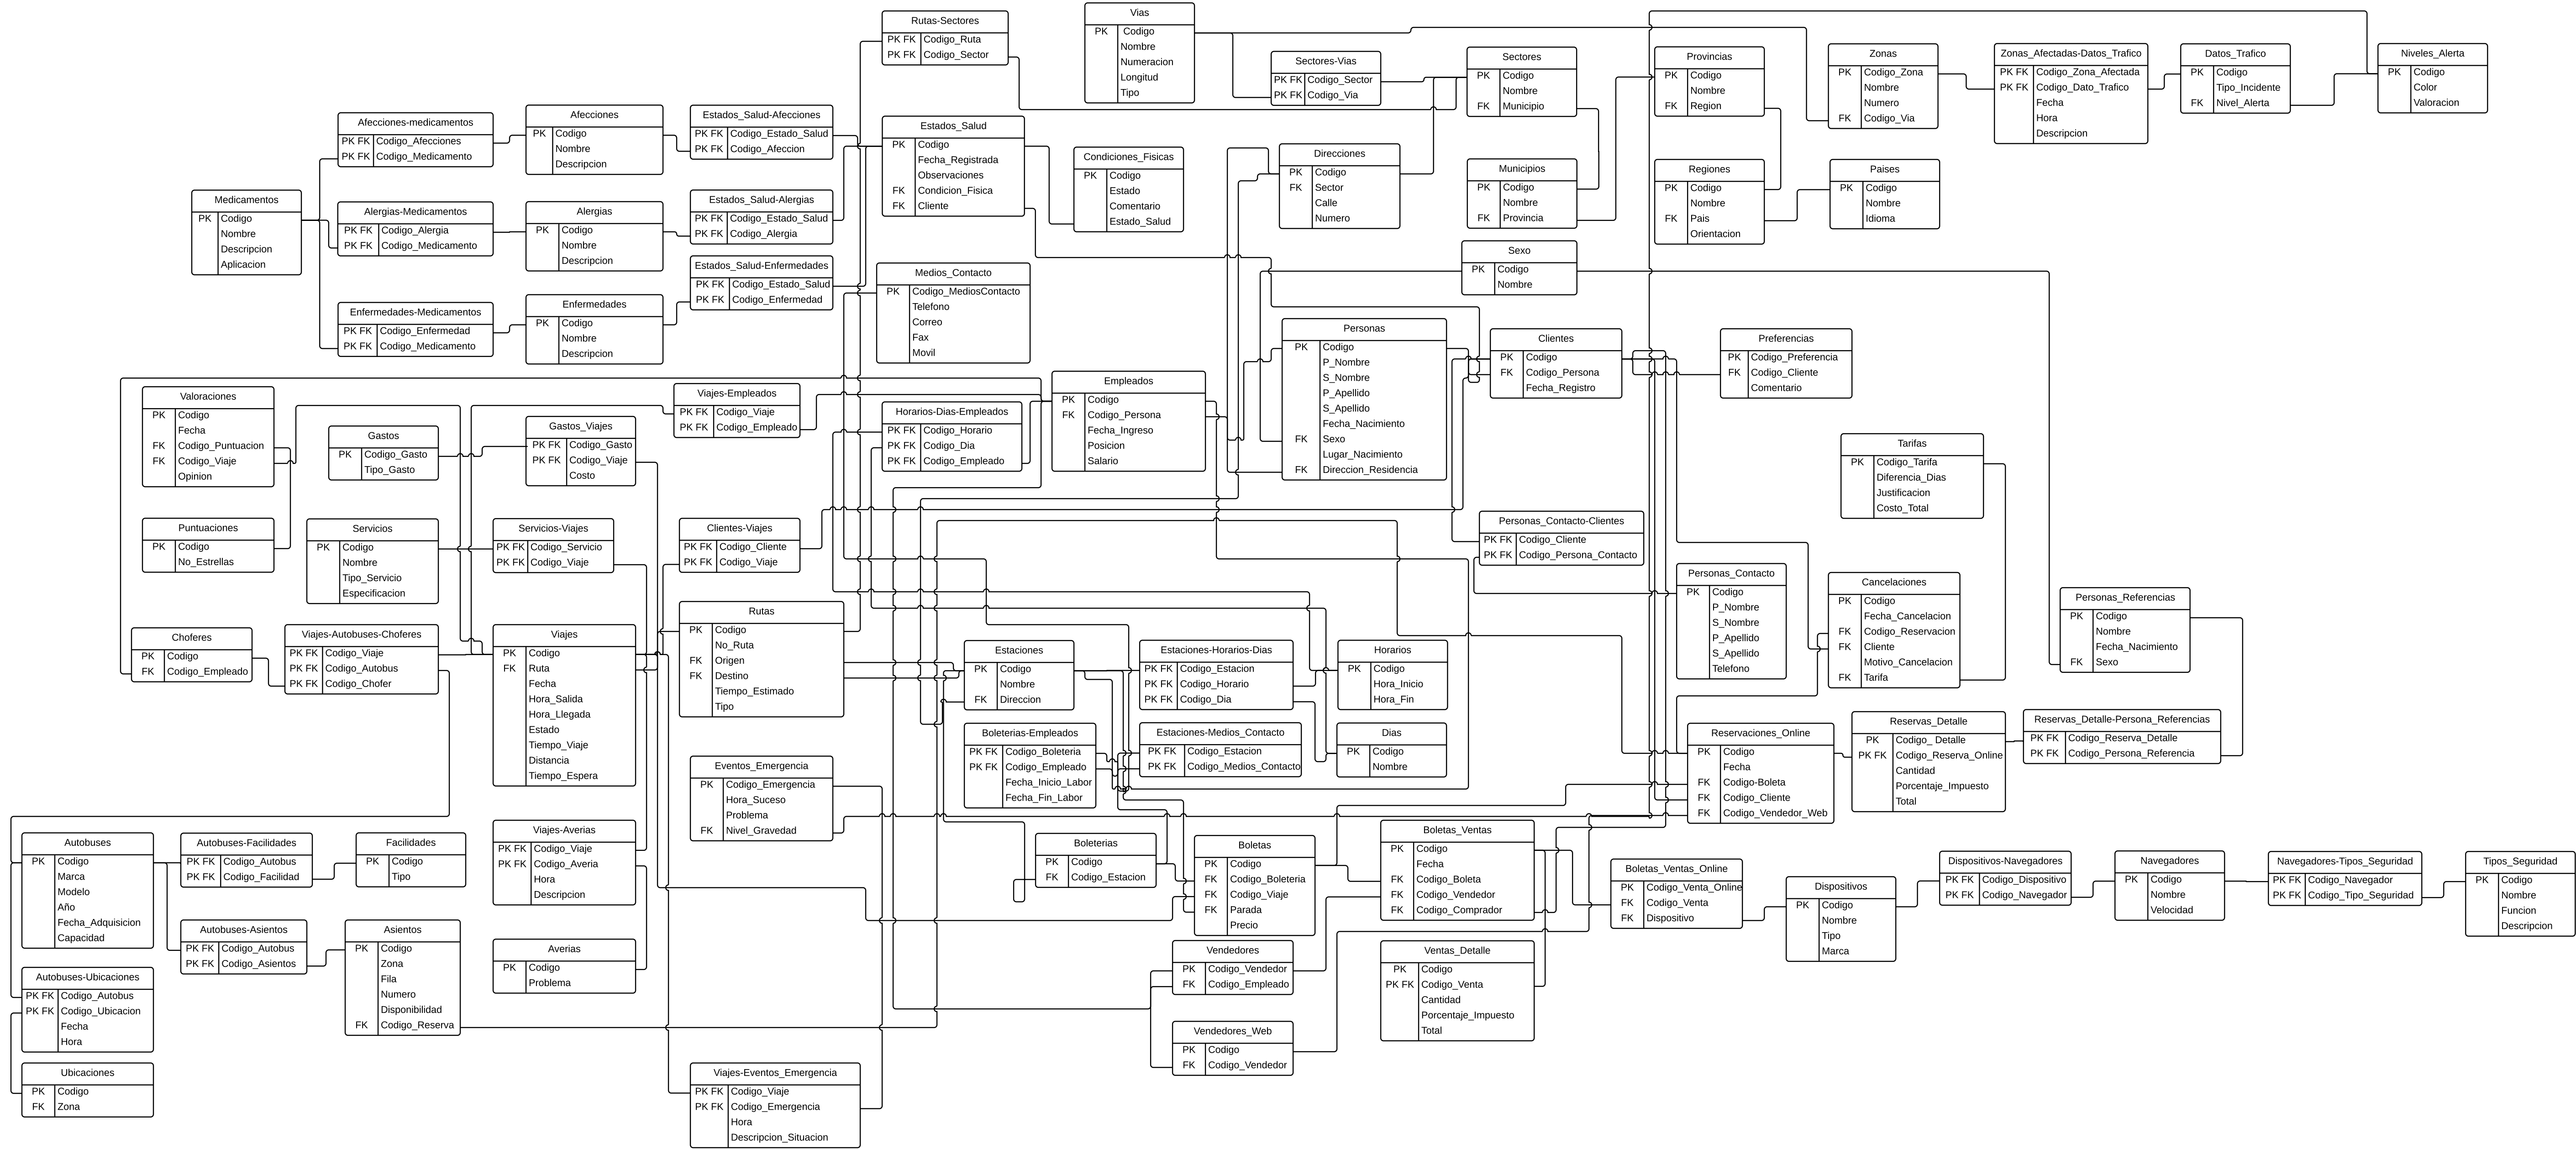 Rutas-Sectores
PK FK Codigo_Ruta
PK FK Codigo_Sector
Vias
PK Codigo
Nombre
Numeracion
Longitud
Tipo
Sectores-Vias
PK FK Codigo_Sector
PK FK Codigo_Via
Sectores
PK Codigo
Nombre
FK Municipio
Provincias
PK Codigo
Nombre
FK Region
Zonas
PK Codigo_Zona
Nombre
Numero
FK Codigo_Via
Zonas_Afectadas-Datos_Trafico
PK FK Codigo_Zona_Afectada
PK FK Codigo_Dato_Trafico
Fecha
Hora
Descripcion
Datos_Trafico
PK Codigo
Tipo_Incidente
FK Nivel_Alerta
Niveles_Alerta
PK Codigo
Color
Valoracion
Afecciones-medicamentos
PK FK Codigo_Afecciones
PK FK Codigo_Medicamento
Afecciones
PK Codigo
Nombre
Descripcion
Estados_Salud-Afecciones
PK FK Codigo_Estado_Salud
PK FK Codigo_Afeccion
Estados_Salud
PK Codigo
Fecha_Registrada
Observaciones
FK Condicion_Fisica
FK Cliente
Condiciones_Fisicas
PK Codigo
Estado
Comentario
Estado_Salud
Direcciones
PK Codigo
FK Sector
Calle
Numero
Municipios
PK Codigo
Nombre
FK Provincia
Regiones
PK Codigo
Nombre
FK Pais
Orientacion
Paises
PK Codigo
Nombre
Idioma
Medicamentos
PK Codigo
Nombre
Descripcion
Aplicacion
Alergias-Medicamentos
PK FK Codigo_Alergia
PK FK Codigo_Medicamento
Alergias
PK Codigo
Nombre
Descripcion
Estados_Salud-Alergias
PK FK Codigo_Estado_Salud
PK FK Codigo_Alergia
Estados_Salud-Enfermedades
PK FK Codigo_Estado_Salud
PK FK Codigo_Enfermedad
Enfermedades-Medicamentos
PK FK Codigo_Enfermedad
PK FK Codigo_Medicamento
Enfermedades
PK Codigo
Nombre
Descripcion
Medios_Contacto
PK Codigo_MediosContacto
Telefono
Correo
Fax
Movil
Sexo
PK Codigo
Nombre
Personas
PK Codigo
P_Nombre
S_Nombre
P_Apellido
S_Apellido
Fecha_Nacimiento
FK Sexo
Lugar_Nacimiento
FK Direccion_Residencia
Clientes
PK Codigo
FK Codigo_Persona
Fecha_Registro
Preferencias
PK Codigo_Preferencia
FK Codigo_Cliente
Comentario
Valoraciones
PK Codigo
Fecha
FK Codigo_Puntuacion
FK Codigo_Viaje
Opinion
Gastos
PK Codigo_Gasto
Tipo_Gasto
Gastos_Viajes
PK FK Codigo_Gasto
PK FK Codigo_Viaje
Costo
Viajes-Empleados
PK FK Codigo_Viaje
PK FK Codigo_Empleado
Horarios-Dias-Empleados
PK FK Codigo_Horario
PK FK Codigo_Dia
PK FK Codigo_Empleado
Empleados
PK Codigo
FK Codigo_Persona
Fecha_Ingreso
Posicion
Salario
Tarifas
PK Codigo_Tarifa
Diferencia_Dias
Justificacion
Costo_Total
Puntuaciones
PK Codigo
No_Estrellas
Servicios
PK Codigo
Nombre
Tipo_Servicio
Especificacion
Servicios-Viajes
PK FK Codigo_Servicio
PK FK Codigo_Viaje
Clientes-Viajes
PK FK Codigo_Cliente
PK FK Codigo_Viaje
Personas_Contacto-Clientes
PK FK Codigo_Cliente
PK FK Codigo_Persona_Contacto
Personas_Contacto
PK Codigo
P_Nombre
S_Nombre
P_Apellido
S_Apellido
Telefono
Cancelaciones
PK Codigo
Fecha_Cancelacion
FK Codigo_Reservacion
FK Cliente
Motivo_Cancelacion
FK Tarifa
Personas_Referencias
PK Codigo
Nombre
Fecha_Nacimiento
FK Sexo
Choferes
PK Codigo
FK Codigo_Empleado
Viajes-Autobuses-Choferes
PK FK Codigo_Viaje
PK FK Codigo_Autobus
PK FK Codigo_Chofer
Viajes
PK Codigo
FK Ruta
Fecha
Hora_Salida
Hora_Llegada
Estado
Tiempo_Viaje
Distancia
Tiempo_Espera
Rutas
PK Codigo
No_Ruta
FK Origen
FK Destino
Tiempo_Estimado
Tipo
Estaciones
PK Codigo
Nombre
FK Direccion
Estaciones-Horarios-Dias
PK FK Codigo_Estacion
PK FK Codigo_Horario
PK FK Codigo_Dia
Horarios
PK Codigo
Hora_Inicio
Hora_Fin
Boleterias-Empleados
PK FK Codigo_Boleteria
PK FK Codigo_Empleado
Fecha_Inicio_Labor
Fecha_Fin_Labor
Estaciones-Medios_Contacto
PK FK Codigo_Estacion
PK FK Codigo_Medios_Contacto
Dias
PK Codigo
Nombre
Reservaciones_Online
PK Codigo
Fecha
FK Codigo-Boleta
FK Codigo_Cliente
FK Codigo_Vendedor_Web
Reservas_Detalle
PK Codigo_ Detalle
PK FK Codigo_Reserva_Online
Cantidad
Porcentaje_Impuesto
Total
Reservas_Detalle-Persona_Referencias
PK FK Codigo_Reserva_Detalle
PK FK Codigo_Persona_Referencia
Eventos_Emergencia
PK Codigo_Emergencia
Hora_Suceso
Problema
FK Nivel_Gravedad
Autobuses
PK Codigo
Marca
Modelo
Año
Fecha_Adquisicion
Capacidad
Autobuses-Facilidades
PK FK Codigo_Autobus
PK FK Codigo_Facilidad
Facilidades
PK Codigo
Tipo
Viajes-Averias
PK FK Codigo_Viaje
PK FK Codigo_Averia
Hora
Descripcion
Boleterias
PK Codigo
FK Codigo_Estacion
Boletas
PK Codigo
FK Codigo_Boleteria
FK Codigo_Viaje
FK Parada
Precio
Boletas_Ventas
PK Codigo
Fecha
FK Codigo_Boleta
FK Codigo_Vendedor
FK Codigo_Comprador
Boletas_Ventas_Online
PK Codigo_Venta_Online
FK Codigo_Venta
FK Dispositivo
Dispositivos
PK Codigo
Nombre
Tipo
Marca
Dispositivos-Navegadores
PK FK Codigo_Dispositivo
PK FK Codigo_Navegador
Navegadores
PK Codigo
Nombre
Velocidad
Navegadores-Tipos_Seguridad
PK FK Codigo_Navegador
PK FK Codigo_Tipo_Seguridad
Tipos_Seguridad
PK Codigo
Nombre
Funcion
Descripcion
Autobuses-Asientos
PK FK Codigo_Autobus
PK FK Codigo_Asientos
Asientos
PK Codigo
Zona
Fila
Numero
Disponibilidad
FK Codigo_Reserva
Averias
PK Codigo
Problema
Vendedores
PK Codigo_Vendedor
FK Codigo_Empleado
Ventas_Detalle
PK Codigo
PK FK Codigo_Venta
Cantidad
Porcentaje_Impuesto
Total
Autobuses-Ubicaciones
PK FK Codigo_Autobus
PK FK Codigo_Ubicacion
Fecha
Hora
Vendedores_Web
PK Codigo
FK Codigo_Vendedor
Ubicaciones
PK Codigo
FK Zona
Viajes-Eventos_Emergencia
PK FK Codigo_Viaje
PK FK Codigo_Emergencia
Hora
Descripcion_Situacion